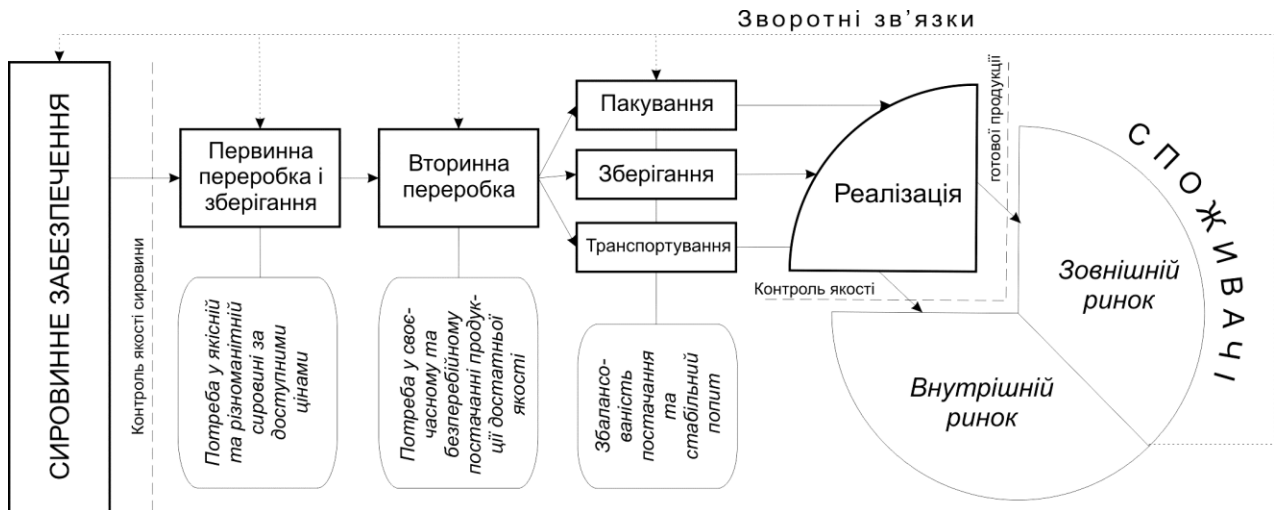 Зворотні зв’язки
СИРОВИННЕ ЗАБЕЗПЕЧЕННЯ
Контроль якості сировини
Первинна
переробка і
зберігання
Вторинна
переробка
Пакування
Зберігання
Транспортування
Реалізація
Контроль якості
готової продукції
Потреба у якісній
та різноманітній
сировині за
доступними
цінами
Потреба у своє-
часному та
безперебійному
постачанні продук-
ції достатньої
якості
Збалансо-
ваність
постачання
та
стабільний
попит
Зовнішній
ринок
Внутрішній
ринок
СПОЖИВАЧІ